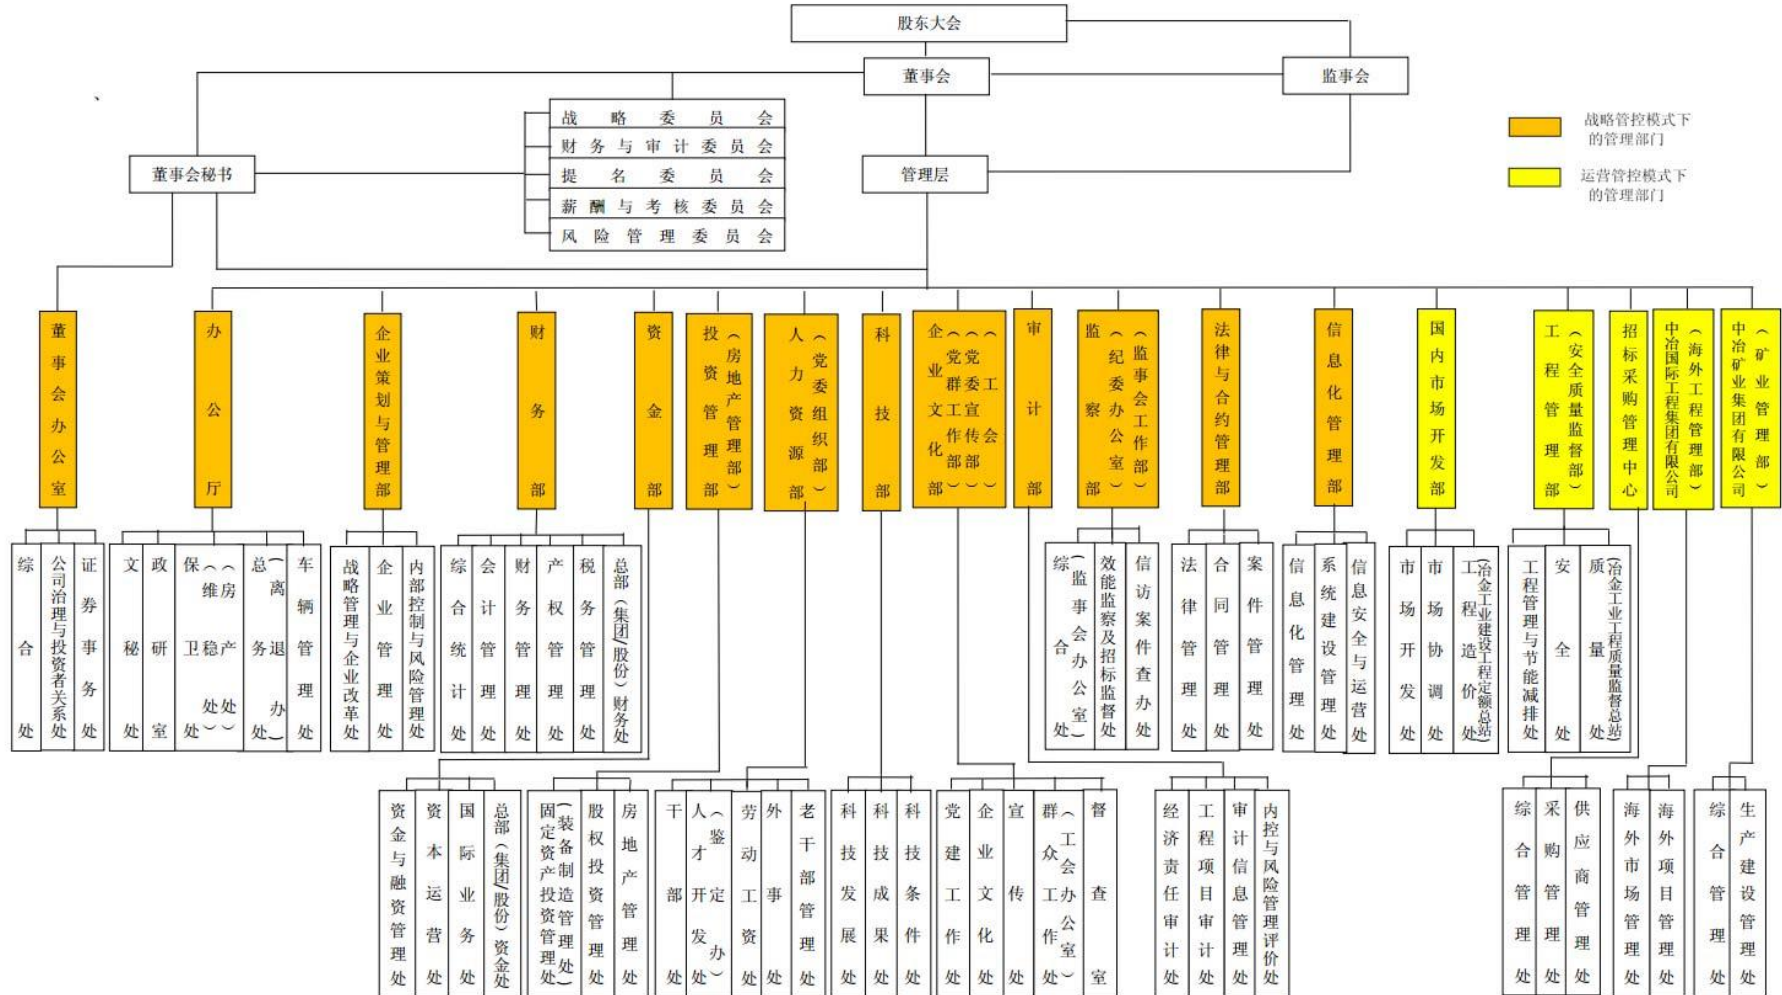 股东大会
董事会
监事会
战略委员会
财务与审计委员会
提名委员会
薪酬与考核委员会
风险管理委员会
董事会秘书
管理层
战略管控模式下
的管理部门
运营管控模式下
的管理部门
董事会办公室
办公厅
企业策划与管理部
财务部
资金部
投资管理部
（房地产管理部）
人力资源部
（党委组织部）
科技部
企业文化部
（党群工作部）
（党委宣传部）
（工会）
审计部
监察部
（纪委办公室）
（监事会工作部）
法律与合约管理部
信息化管理部
国内市场开发部
工程管理部
（安全质量监督部）
招标采购管理中心
中冶国际工程集团有限公司
（海外工程管理部）
中冶矿业集团有限公司
（矿业管理部）
综合处
公司治理与投资者关系处
证券事务处
文秘处
政研室
保卫处
（维稳处）
（房产处）
总务处
（离退办）
车辆管理处
战略管理与企业改革处
企业管理处
内部控制与风险管理处
综合统计处
会计管理处
财务管理处
产权管理处
税务管理处
总部（集团/股份）财务处
综合处
（监事会办公室）
效能监察及招标监督处
信访案件查办处
法律管理处
合同管理处
案件管理处
信息化管理处
系统建设管理处
信息安全与运营处
市场开发处
市场协调处
工程造价处
（冶金工业建设工程定额总站）
工程管理与节能减排处
安全处
质量处
（冶金工业工程质量监督总站）
资金与融资管理处
资本运营处
国际业务处
总部（集团/股份）资金处
固定资产投资管理处
（装备制造管理处）
股权投资管理处
房地产管理处
干部处
人才开发处
（鉴定办）
劳动工资处
外事处
老干部管理处
科技发展处
科技成果处
科技条件处
党建工作处
企业文化处
宣传处
群众工作处
（工会办公室）
督查室
经济责任审计处
工程项目审计处
审计信息管理处
内控与风险管理评价处
综合管理处
采购管理处
供应商管理处
海外市场管理处
海外项目管理处
综合管理处
生产建设管理处